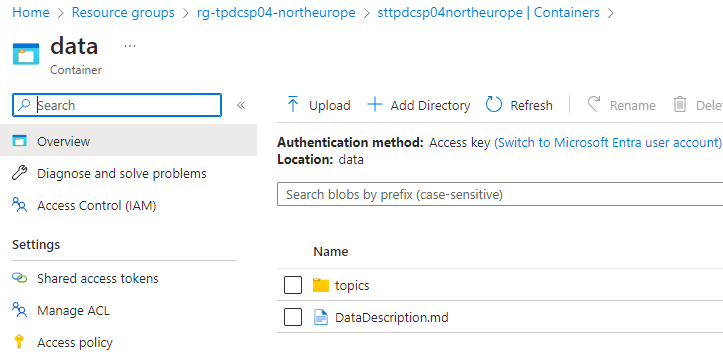 Home > Resource groups > rg-tpdcsp04-northeurope > sttpdcsp04northeurope | Containers >
data ...
Container
Search «
Upload Add Directory Refresh Rename Dele
Overview
Authentication method: Access key (Switch to Microsoft Entra user account)
Location: data
Diagnose and solve problems
Search blobs by prefix (case-sensitive)
Access Control (IAM)
Settings
Name
Shared access tokens
topics
Manage ACL
DataDescription.md
Access policy